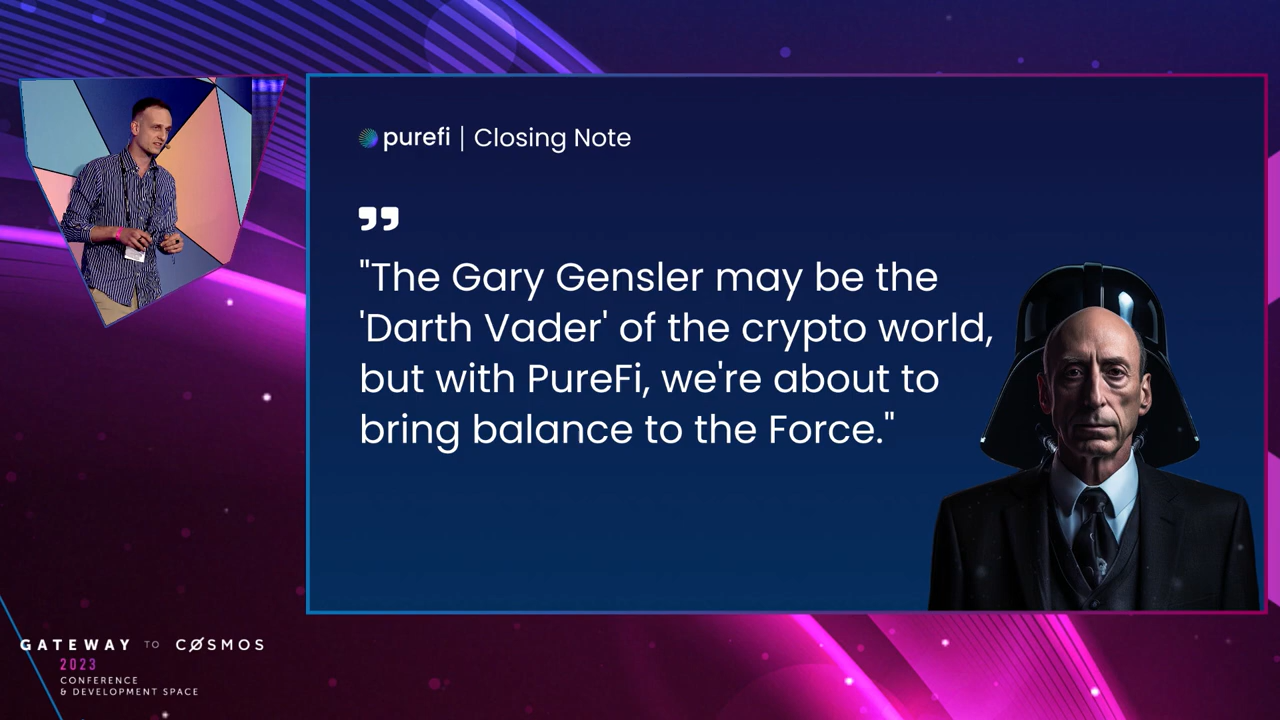 purefi | Closing Note
"The Gary Gensler may be the
'Darth Vader' of the crypto world,
but with PureFi, we're about to
bring balance to the Force."
GATEWAY TO COSMOS
2023
CONFERENCE
& DEVELOPMENT SPACE